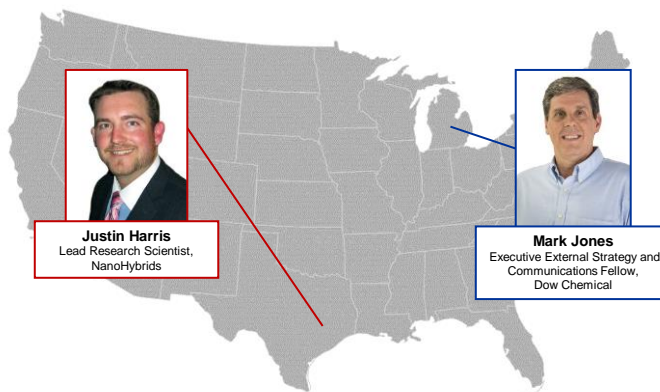 Justin Harris
Lead Research Scientist,
NanoHybrids
Mark Jones
Executive External Strategy and
Communications Fellow,
Dow Chemical